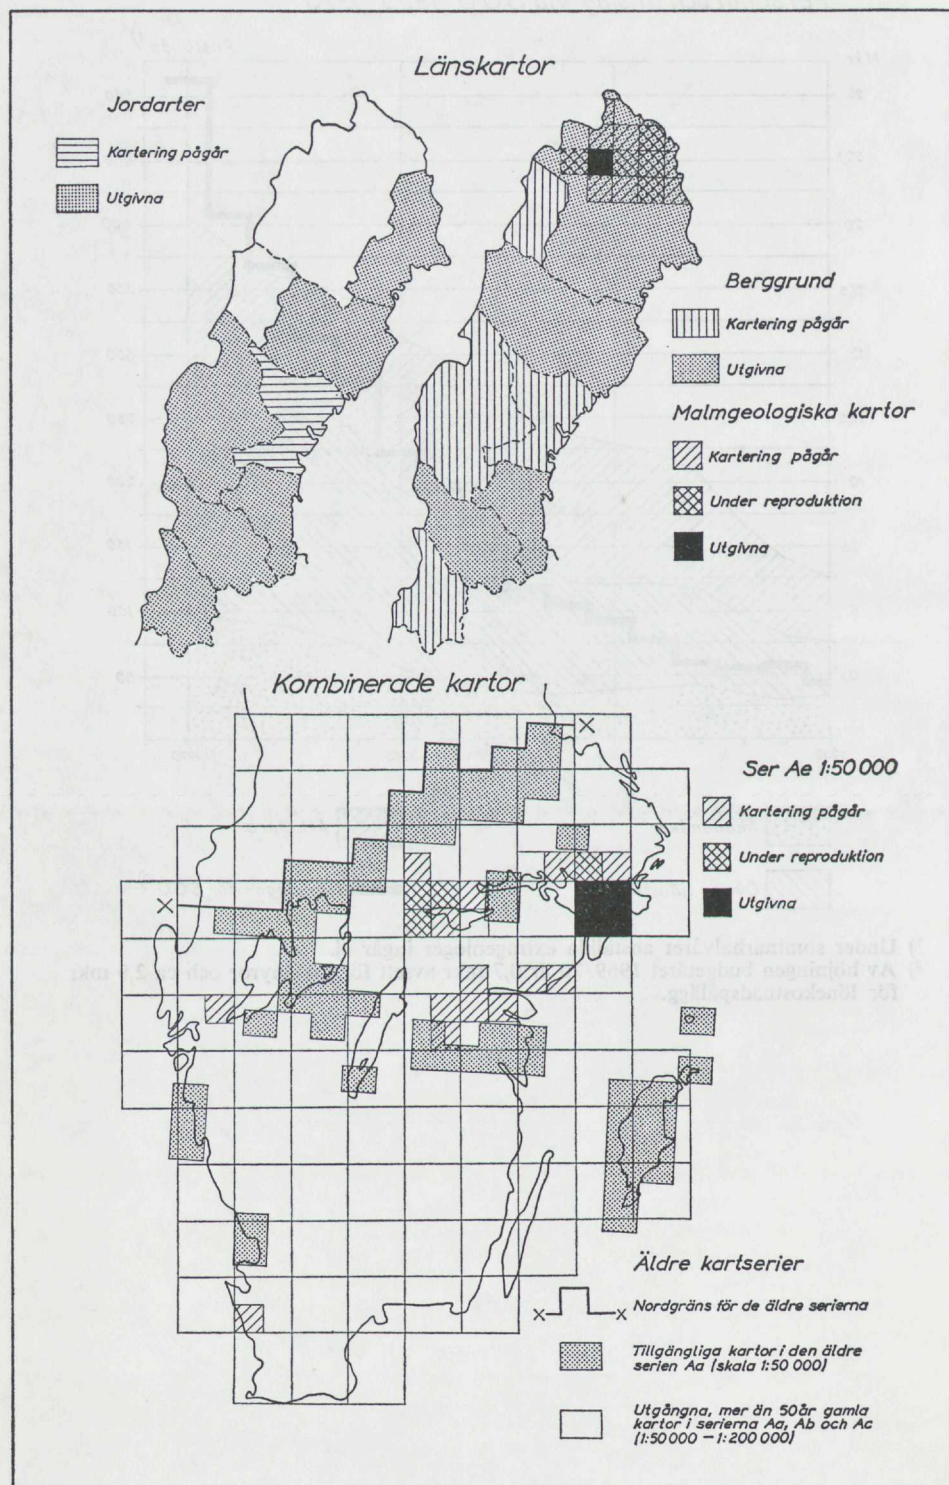 Länskartor
Jordarter
Kartering pågår
Utgivna
Berggrund
Kartering pågår
Utgivna
Malmgeologiska kartor
Kartering pågår
Under reproduktion
Utgivna
Kombinerade kartor
Ser Ae 1:50 000
Kartering pågår
Under reproduktion
Utgivna
Äldre kartserier
Nordgräns för de äldre serierna
Tillgängliga kartor i den äldre
serien Aa (skala 1:50 000)
Utgångna, mer än 50 år gamla
kartor i serierna Aa, Ab och Ac
(1:50 000 – 1:200 000)